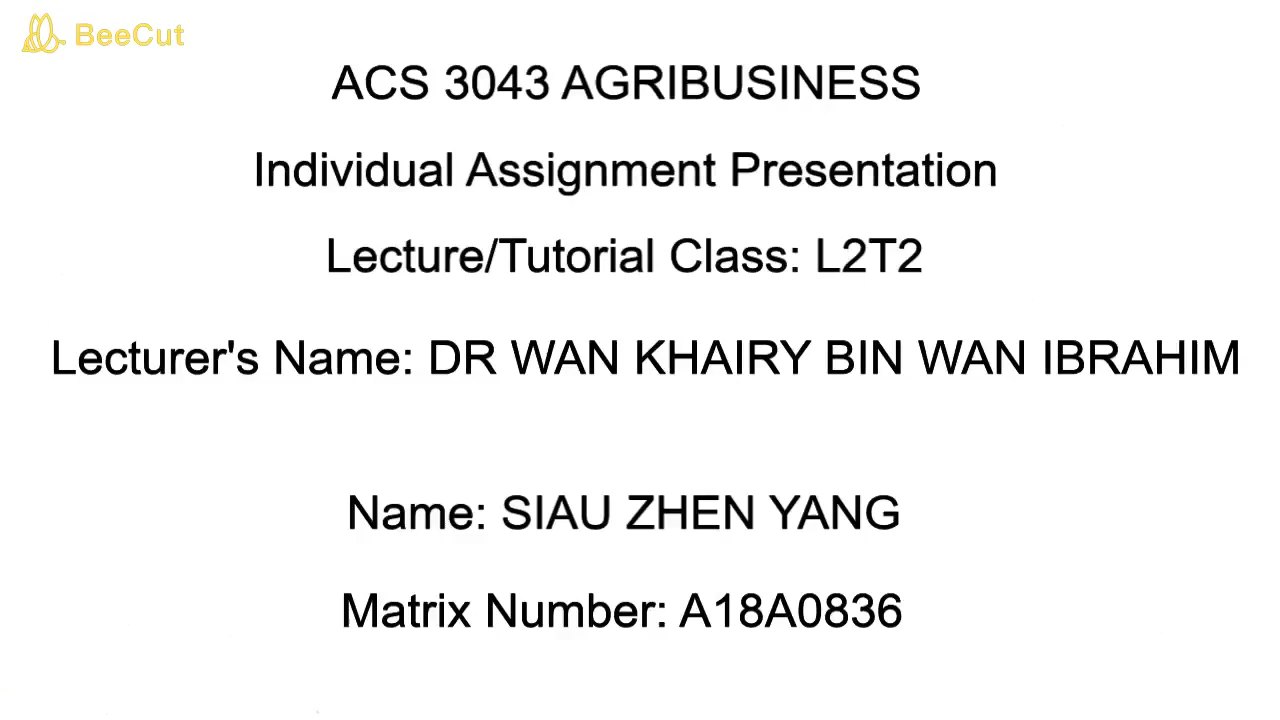 BeeCut
ACS 3043 AGRIBUSINESS
Individual Assignment Presentation
Lecture/Tutorial Class: L2T2
Lecturer's Name: DR WAN KHAIRY BIN WAN IBRAHIM
Name: SIAU ZHEN YANG
Matrix Number: A18A0836